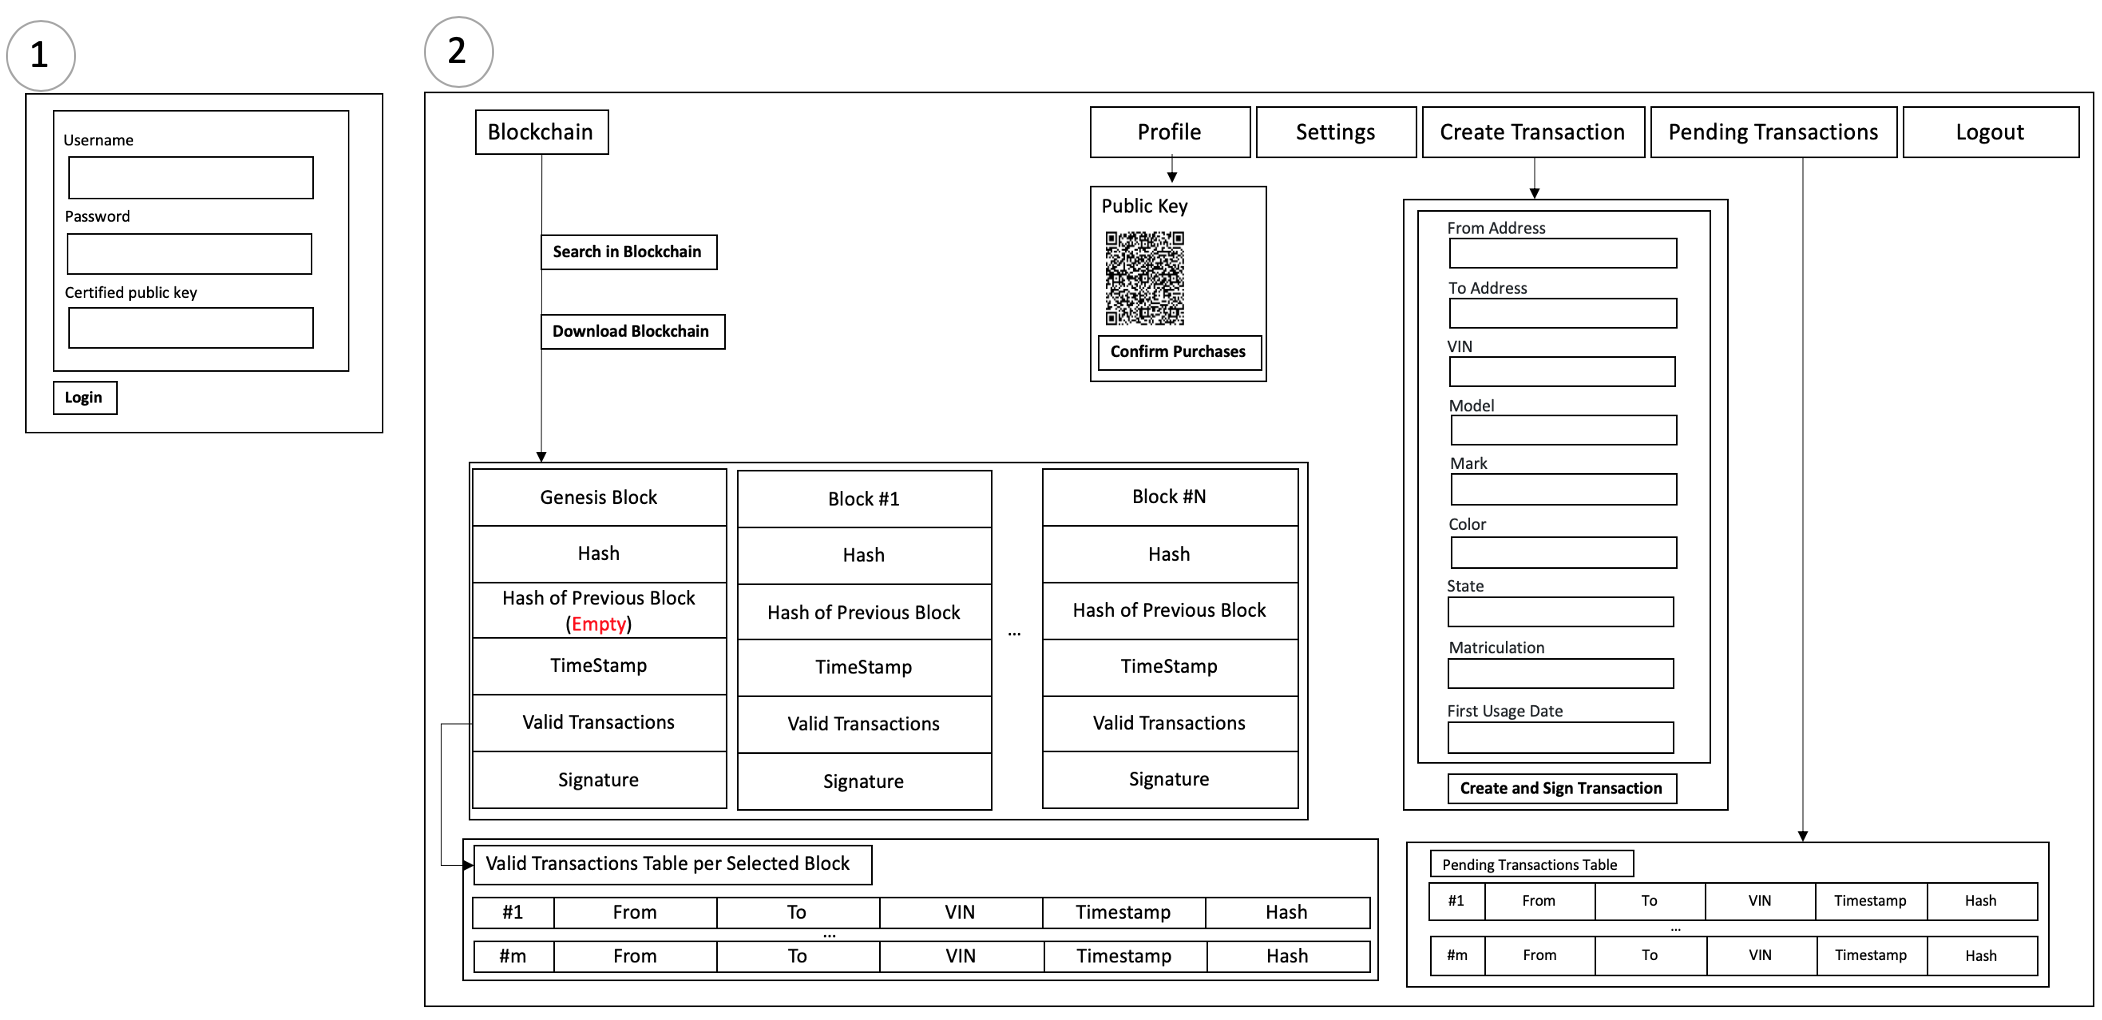 1
Username
Password
Certified public key
Login
2
Blockchain
Profile
Settings
Create Transaction
Pending Transactions
Logout
Search in Blockchain
Download Blockchain
Public Key
Confirm Purchases
From Address
To Address
VIN
Model
Mark
Color
State
Matriculation
First Usage Date
Create and Sign Transaction
Genesis Block
Hash
Hash of Previous Block
(Empty)
TimeStamp
Valid Transactions
Signature
Block #1
Hash
Hash of Previous Block
TimeStamp
Valid Transactions
Signature
...
Block #N
Hash
Hash of Previous Block
TimeStamp
Valid Transactions
Signature
Valid Transactions Table per Selected Block
#1 From To VIN Timestamp Hash
...
#m From To VIN Timestamp Hash
Pending Transactions Table
#1 From To VIN Timestamp Hash
...
#m From To VIN Timestamp Hash